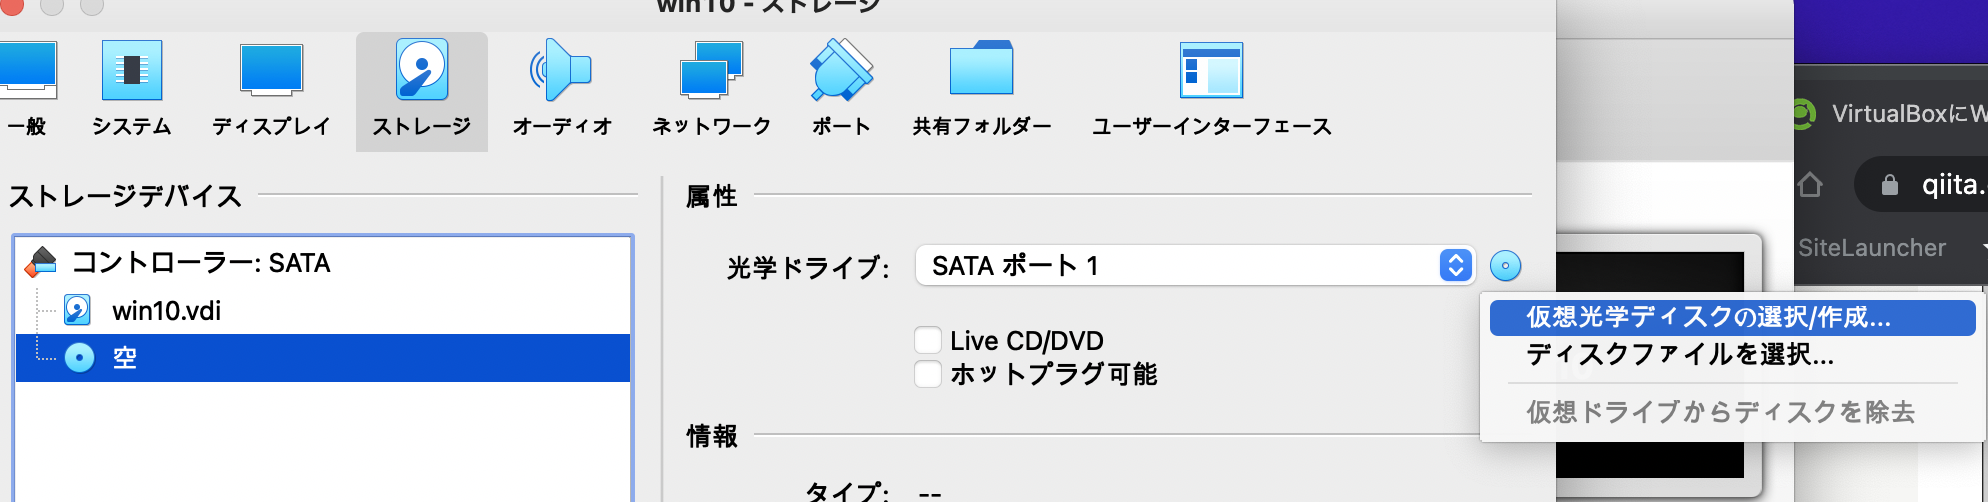 win10 - ストレージ
一般
システム
ディスプレイ
ストレージ
オーディオ
ネットワーク
ポート
共有フォルダー
ユーザーインターフェース
VirtualBoxにW
qiita.
SiteLauncher
ストレージデバイス
コントローラー: SATA
win10.vdi
空
属性
光学ドライブ: SATA ポート 1
Live CD/DVD
ホットプラグ可能
仮想光学ディスクの選択/作成...
ディスクファイルを選択...
仮想ドライブからディスクを除去
情報
タイプ: --